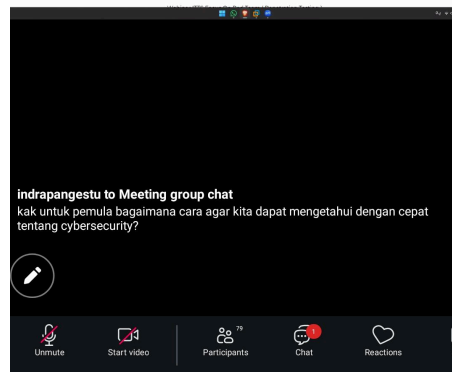 indrapangestu to Meeting group chat
kak untuk pemula bagaimana cara agar kita dapat mengetahui dengan cepat
tentang cybersecurity?
79
1
Unmute
Start video
Participants
Chat
Reactions